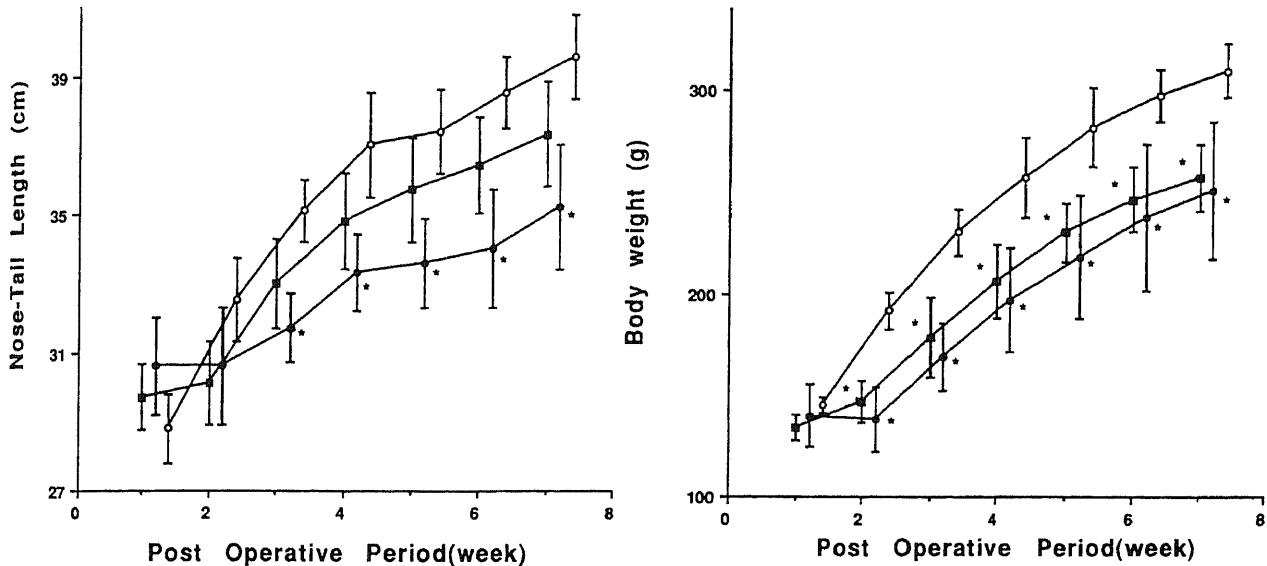 Nose-Tail Length (cm)
39
35
31
27
0 2 4 6 8
Post Operative Period(week)
* * * * *
Body weight (g)
300
200
100
0 2 4 6 8
Post Operative Period(week)
* * * * * *
* * * * * *